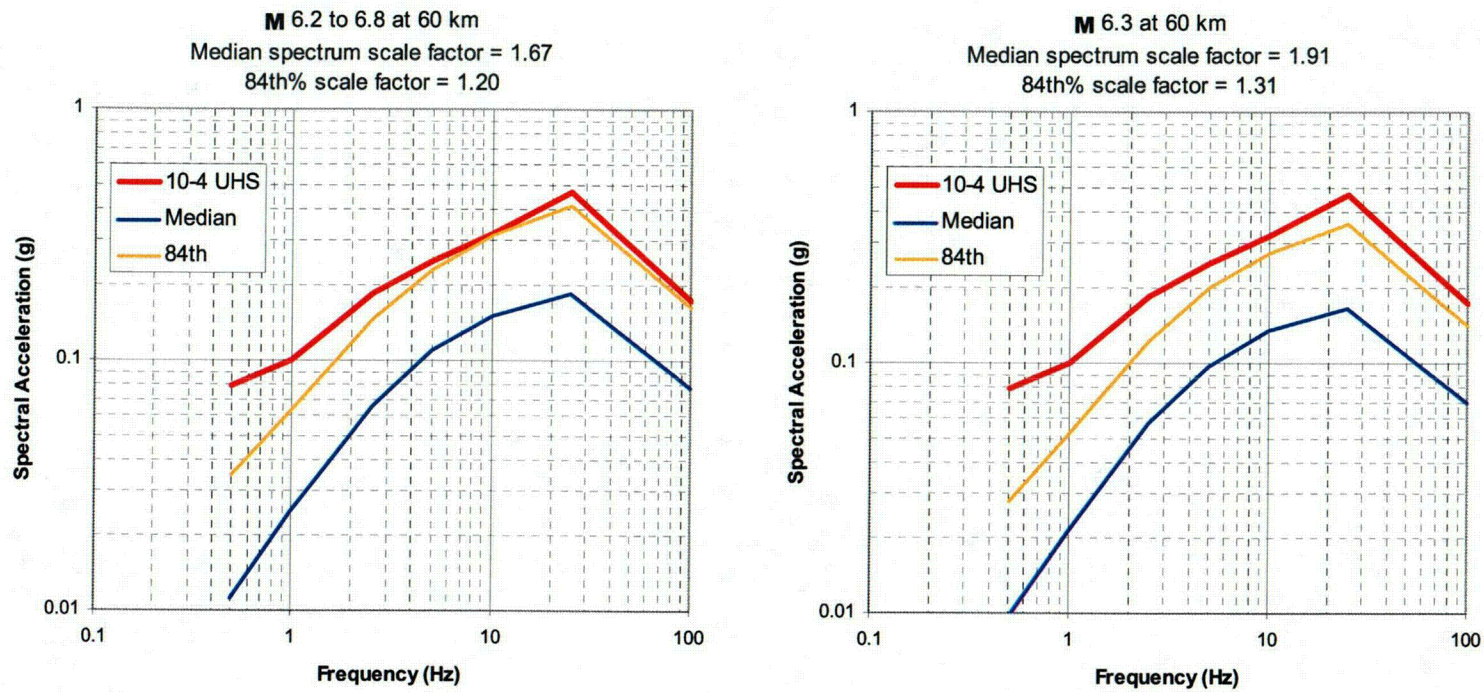 M 6.2 to 6.8 at 60 km
Median spectrum scale factor = 1.67
84th% scale factor = 1.20
1
0.1
0.01
Spectral Acceleration (g)
10-4 UHS
Median
84th
0.1 1 10 100
Frequency (Hz)
M 6.3 at 60 km
Median spectrum scale factor = 1.91
84th% scale factor = 1.31
1
0.1
0.01
Spectral Acceleration (g)
10-4 UHS
Median
84th
0.1 1 10 100
Frequency (Hz)